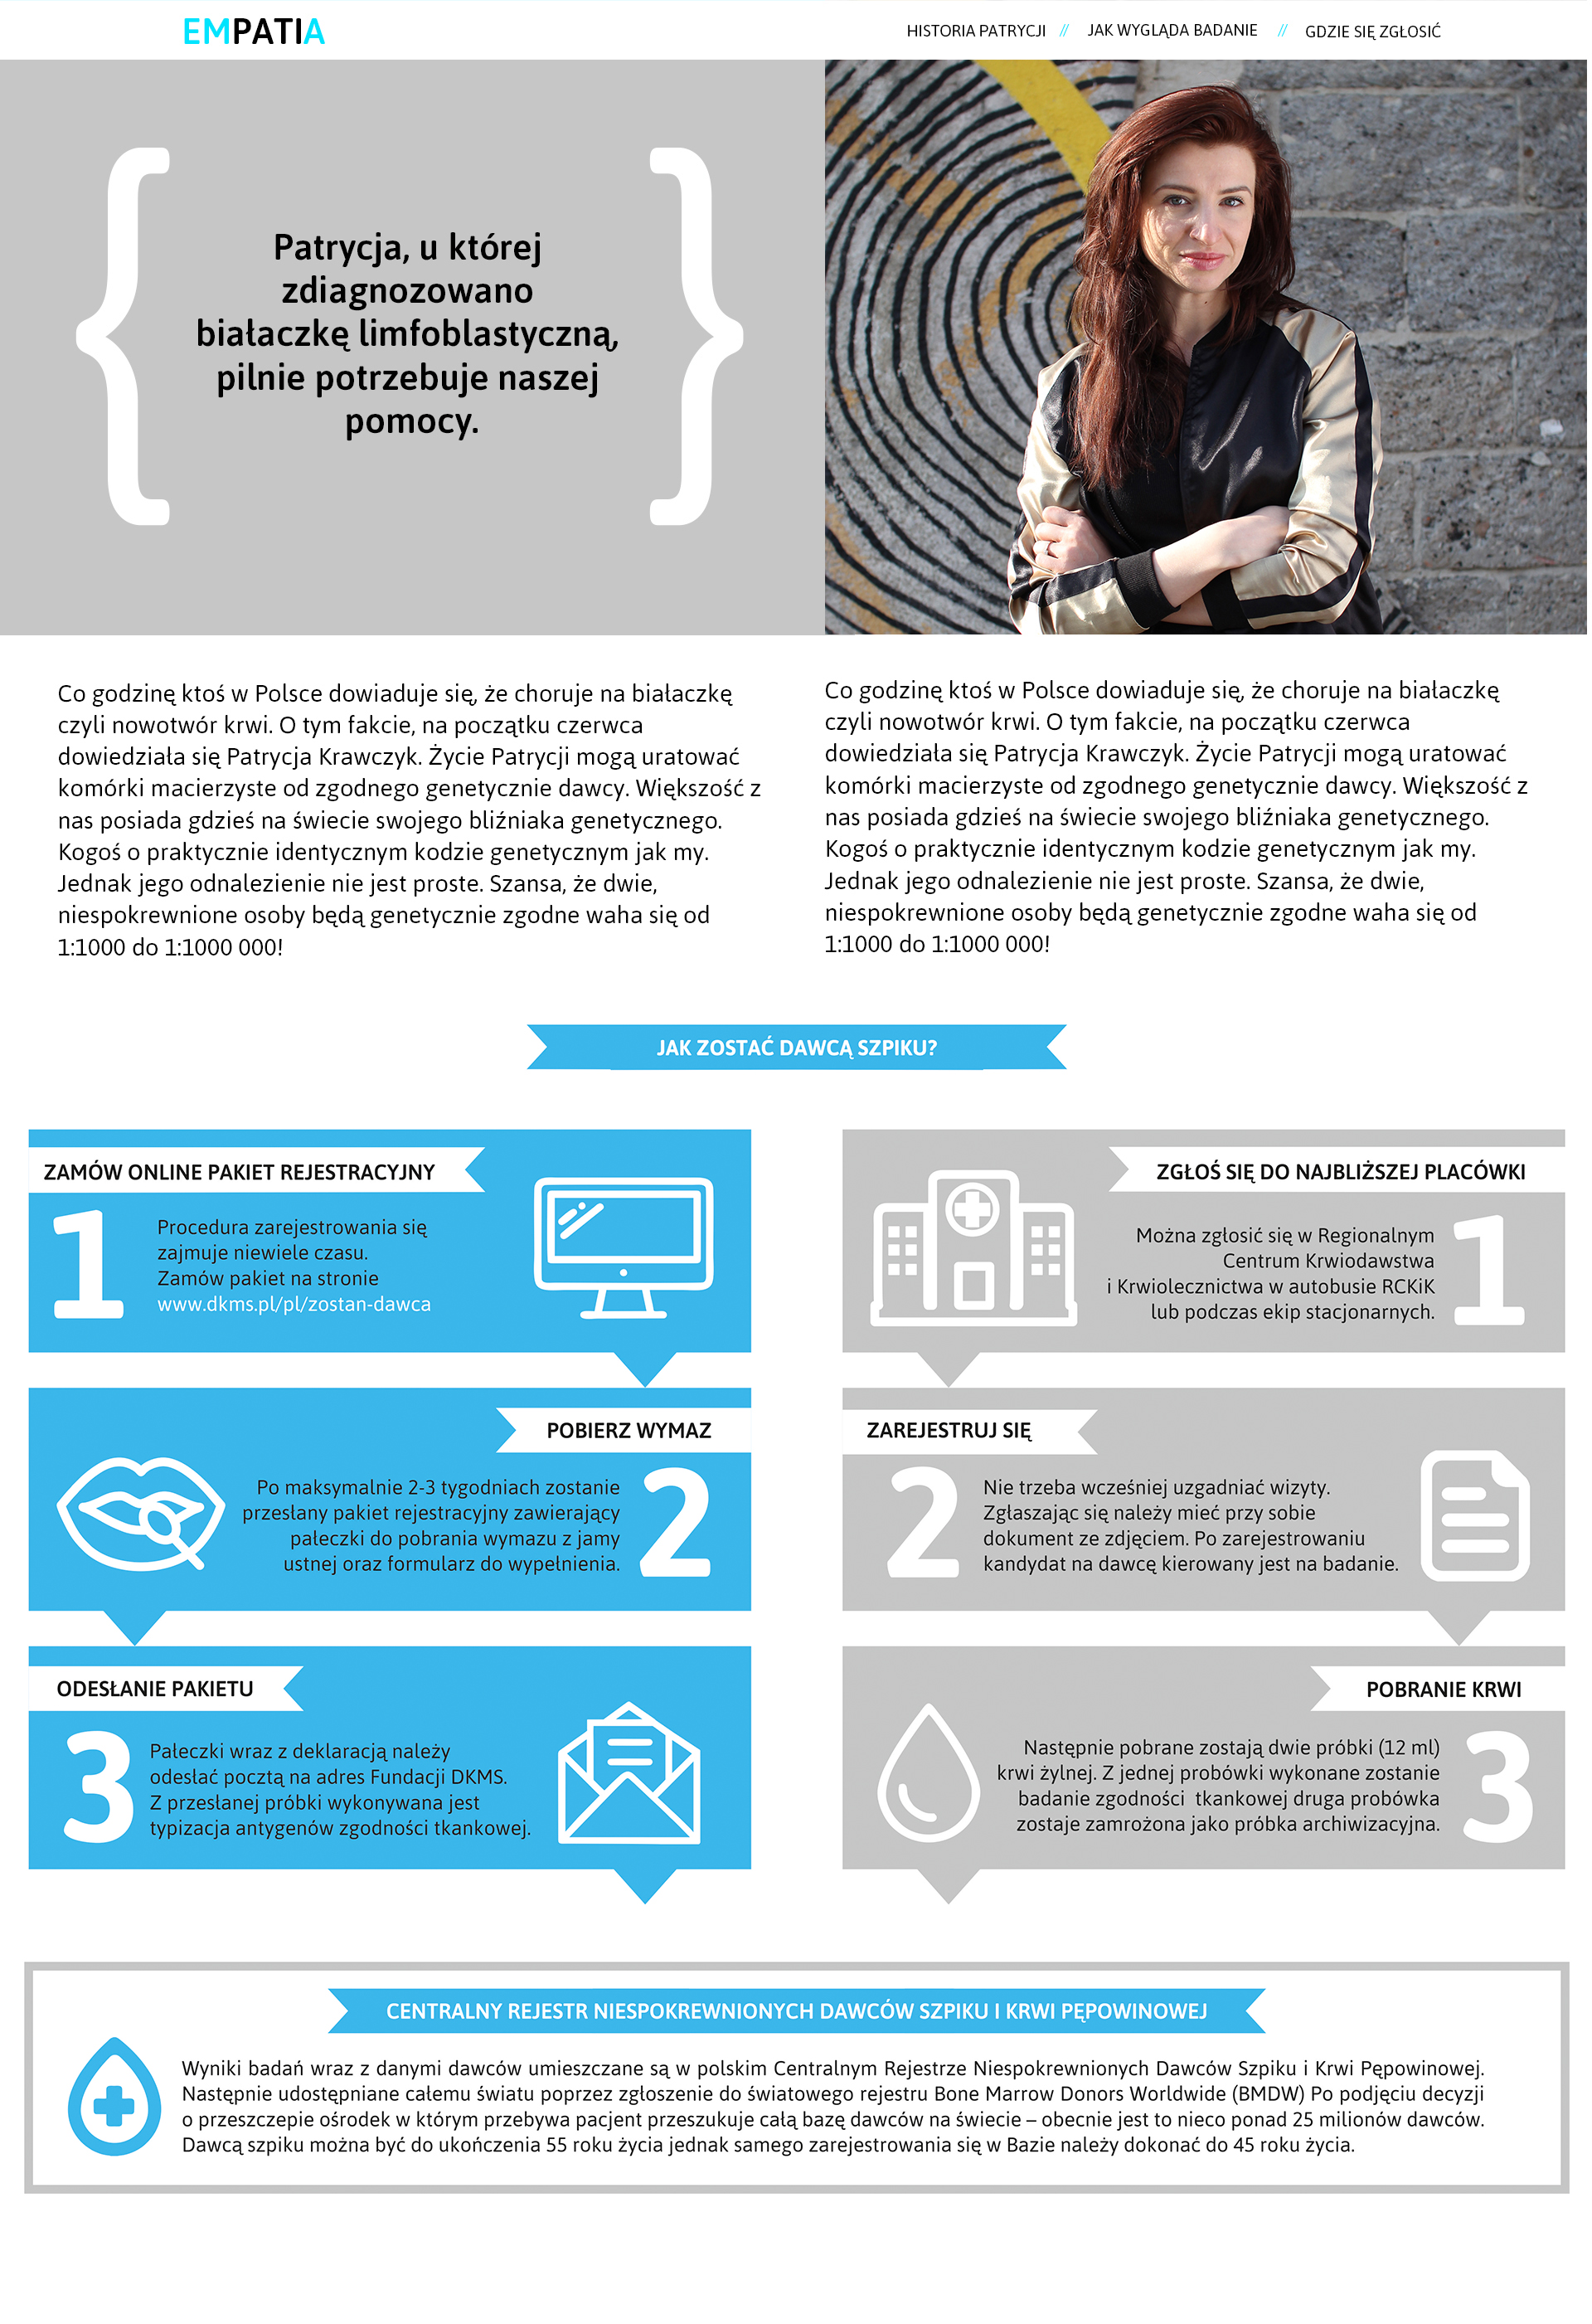 EMPATIA
HISTORIA PATRYCJI // JAK WYGLĄDA BADANIE // GDZIE SIĘ ZGŁOSIĆ
{ }
Patrycja, u której
zdiagnozowano
białaczkę limfoblastyczną,
pilnie potrzebuje naszej
pomocy.
Co godzinę ktoś w Polsce dowiaduje się, że choruje na białaczkę
czyli nowotwór krwi. O tym fakcie, na początku czerwca
dowiedziała się Patrycja Krawczyk. Życie Patrycji mogą uratować
komórki macierzyste od zgodnego genetycznie dawcy. Większość z
nas posiada gdzieś na świecie swojego bliźniaka genetycznego.
Kogoś o praktycznie identycznym kodzie genetycznym jak my.
Jednak jego odnalezienie nie jest proste. Szansa, że dwie,
niespokrewnione osoby będą genetycznie zgodne waha się od
1:1000 do 1:1000 000!
Co godzinę ktoś w Polsce dowiaduje się, że choruje na białaczkę
czyli nowotwór krwi. O tym fakcie, na początku czerwca
dowiedziała się Patrycja Krawczyk. Życie Patrycji mogą uratować
komórki macierzyste od zgodnego genetycznie dawcy. Większość z
nas posiada gdzieś na świecie swojego bliźniaka genetycznego.
Kogoś o praktycznie identycznym kodzie genetycznym jak my.
Jednak jego odnalezienie nie jest proste. Szansa, że dwie,
niespokrewnione osoby będą genetycznie zgodne waha się od
1:1000 do 1:1000 000!
JAK ZOSTAĆ DAWCĄ SZPIKU?
ZAMÓW ONLINE PAKIET REJESTRACYJNY
1
Procedura zarejestrowania się
zajmuje niewiele czasu.
Zamów pakiet na stronie
www.dkms.pl/pl/zostan-dawca
POBIERZ WYMAZ
2
Po maksymalnie 2-3 tygodniach zostanie
przesłany pakiet rejestracyjny zawierający
pałeczki do pobrania wymazu z jamy
ustnej oraz formularz do wypełnienia.
ODESŁANIE PAKIETU
3
Pałeczki wraz z deklaracją należy
odesłać pocztą na adres Fundacji DKMS.
Z przesłanej próbki wykonywana jest
typizacja antygenów zgodności tkankowej.
ZGŁOŚ SIĘ DO NAJBLIŻSZEJ PLACÓWKI
1
Można zgłosić się w Regionalnym
Centrum Krwiodawstwa
i Krwiolecznictwa w autobusie RCKiK
lub podczas ekip stacjonarnych.
ZAREJESTRUJ SIĘ
2
Nie trzeba wcześniej uzgadniać wizyty.
Zgłaszając się należy mieć przy sobie
dokument ze zdjęciem. Po zarejestrowaniu
kandydat na dawcę kierowany jest na badanie.
POBRANIE KRWI
3
Następnie pobrane zostają dwie próbki (12 ml)
krwi żylnej. Z jednej probówki wykonane zostanie
badanie zgodności tkankowej druga probówka
zostaje zamrożona jako próbka archiwizacyjna.
CENTRALNY REJESTR NIESPOKREWNIONYCH DAWCÓW SZPIKU I KRWI PĘPOWINOWEJ
Wyniki badań wraz z danymi dawców umieszczane są w polskim Centralnym Rejestrze Niespokrewnionych Dawców Szpiku i Krwi Pępowinowej.
Następnie udostępniane całemu światu poprzez zgłoszenie do światowego rejestru Bone Marrow Donors Worldwide (BMDW) Po podjęciu decyzji
o przeszczepie ośrodek w którym przebywa pacjent przeszukuje całą bazę dawców na świecie – obecnie jest to nieco ponad 25 milionów dawców.
Dawcą szpiku można być do ukończenia 55 roku życia jednak samego zarejestrowania się w Bazie należy dokonać do 45 roku życia.